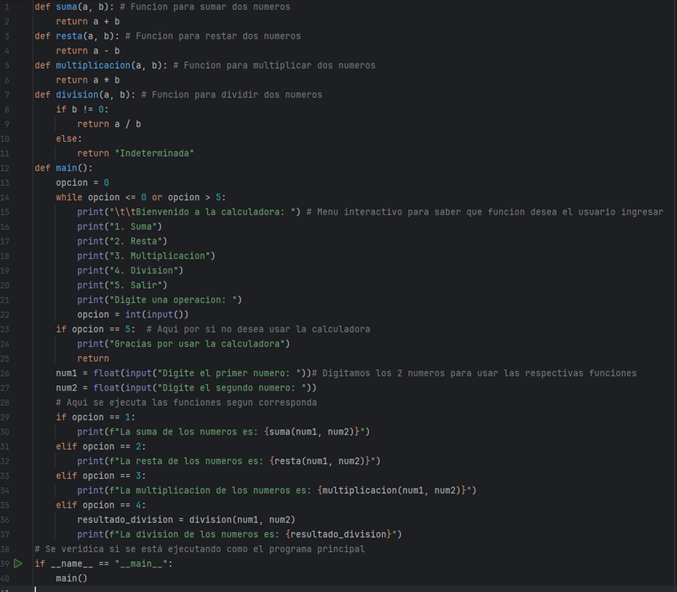 1 def suma(a, b): # Funcion para sumar dos numeros
2     return a + b
3 def resta(a, b): # Funcion para restar dos numeros
4     return a - b
5 def multiplicacion(a, b): # Funcion para multiplicar dos numeros
6     return a * b
7 def division(a, b): # Funcion para dividir dos numeros
8     if b != 0:
9         return a / b
10     else:
11         return "Indeterminada"
12 def main():
13     opcion = 0
14     while opcion <= 0 or opcion > 5:
15         print("\t\tBienvenido a la calculadora: ") # Menu interactivo para saber que funcion desea el usuario ingresar
16         print("1. Suma")
17         print("2. Resta")
18         print("3. Multiplicacion")
19         print("4. Division")
20         print("5. Salir")
21         print("Digite una operacion: ")
22         opcion = int(input())
23     if opcion == 5:  # Aqui por si no desea usar la calculadora
24         print("Gracias por usar la calculadora")
25         return
26     num1 = float(input("Digite el primer numero: "))# Digitamos los 2 numeros para usar las respectivas funciones
27     num2 = float(input("Digite el segundo numero: "))
28     # Aqui se ejecuta las funciones segun corresponda
29     if opcion == 1:
30         print(f"La suma de los numeros es: {suma(num1, num2)}")
31     elif opcion == 2:
32         print(f"La resta de los numeros es: {resta(num1, num2)}")
33     elif opcion == 3:
34         print(f"La multiplicacion de los numeros es: {multiplicacion(num1, num2)}")
35     elif opcion == 4:
36         resultado_division = division(num1, num2)
37         print(f"La division de los numeros es: {resultado_division}")
38 # Se veridica si se está ejecutando como el programa principal
39 if __name__ == "__main__":
40     main()